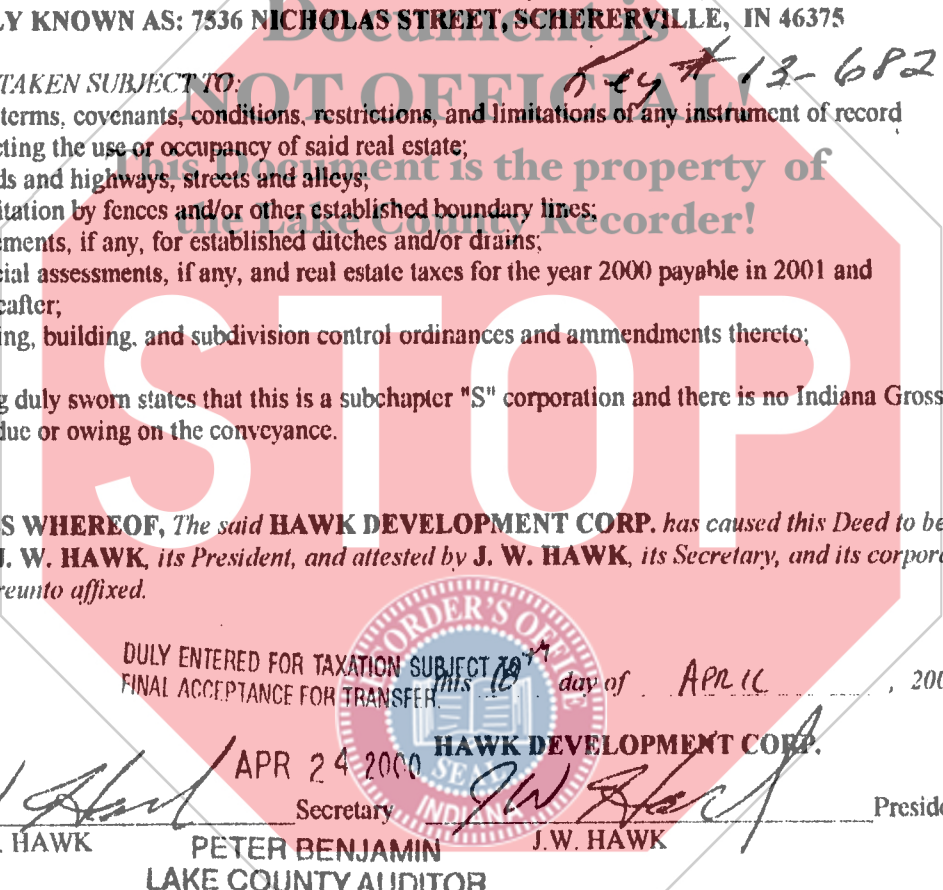 LY KNOWN AS: 7536 NICHOLAS STREET, SCHERERVILLE, IN 46375
Document is
Key # 13-682
TAKEN SUBJECT TO:
NOT OFFICIAL!
terms, covenants, conditions, restrictions, and limitations of any instrument of record
cting the use or occupancy of said real estate;
This Document is the property of
ds and highways, streets and alleys;
itation by fences and/or other established boundary lines;
the Lake County Recorder!
ements, if any, for established ditches and/or drains;
cial assessments, if any, and real estate taxes for the year 2000 payable in 2001 and
eafter;
ing, building, and subdivision control ordinances and ammendments thereto;
STOP
g duly sworn states that this is a subchapter "S" corporation and there is no Indiana Gross
due or owing on the conveyance.
S WHEREOF, The said HAWK DEVELOPMENT CORP. has caused this Deed to be
J. W. HAWK, its President, and attested by J. W. HAWK, its Secretary, and its corpora
reunto affixed.
RECORDER'S OFFICE
DULY ENTERED FOR TAXATION SUBJECT TO
FINAL ACCEPTANCE FOR TRANSFER.
this day of APRIL , 200
HAWK DEVELOPMENT CORP.
APR 24 2000
SEAL
INDIANA
Secretary
Preside
. HAWK
J.W. HAWK
PETER BENJAMIN
LAKE COUNTY AUDITOR